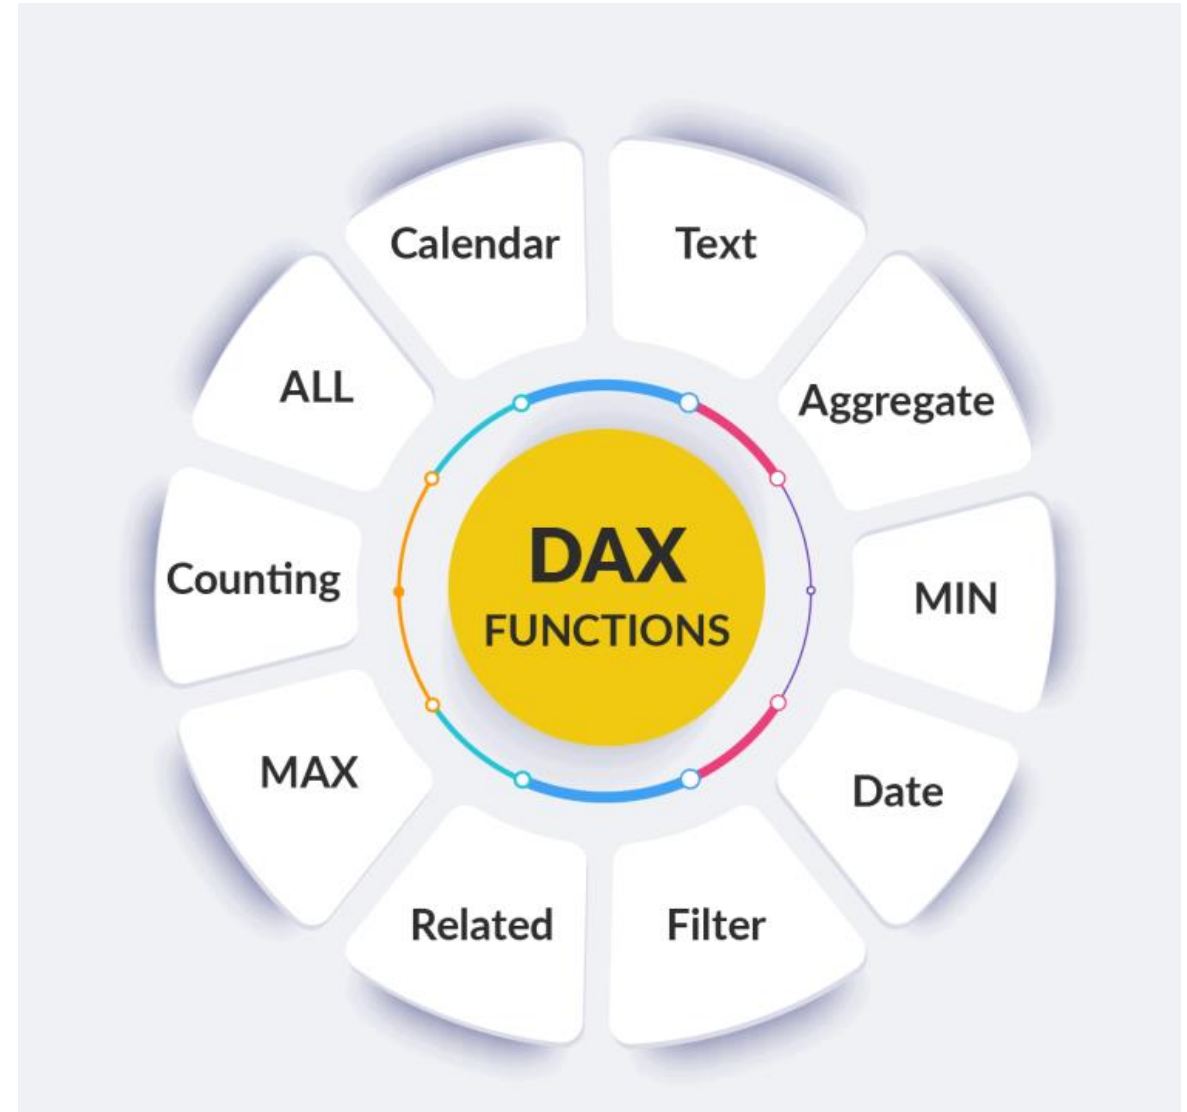 Calendar
Text
ALL
Aggregate
Counting
DAX
FUNCTIONS
MIN
MAX
Date
Related
Filter